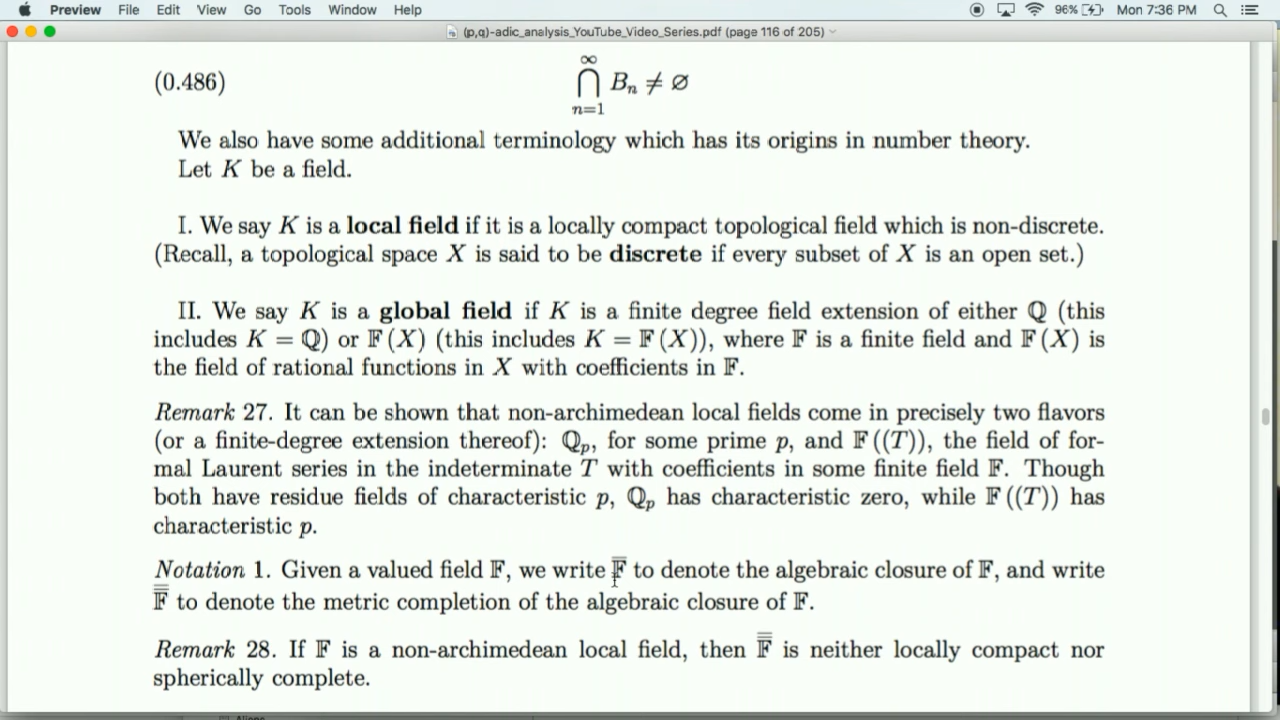 Preview File Edit View Go Tools Window Help 96% Mon 7:36 PM
(p,q)-adic_analysis_YouTube_Video_Series.pdf (page 116 of 205)
(0.486) ⋂_{n=1}^{∞} Bₙ ≠ ∅
We also have some additional terminology which has its origins in number theory.
Let K be a field.
I. We say K is a local field if it is a locally compact topological field which is non-discrete.
(Recall, a topological space X is said to be discrete if every subset of X is an open set.)
II. We say K is a global field if K is a finite degree field extension of either ℚ (this
includes K = ℚ) or 𝔽 (X) (this includes K = 𝔽 (X)), where 𝔽 is a finite field and 𝔽 (X) is
the field of rational functions in X with coefficients in 𝔽.
Remark 27. It can be shown that non-archimedean local fields come in precisely two flavors
(or a finite-degree extension thereof): ℚₚ, for some prime p, and 𝔽 ((T)), the field of for-
mal Laurent series in the indeterminate T with coefficients in some finite field 𝔽. Though
both have residue fields of characteristic p, ℚₚ has characteristic zero, while 𝔽 ((T)) has
characteristic p.
Notation 1. Given a valued field 𝔽, we write 𝔽̅ to denote the algebraic closure of 𝔽, and write
𝔽̿ to denote the metric completion of the algebraic closure of 𝔽.
Remark 28. If 𝔽 is a non-archimedean local field, then 𝔽̿ is neither locally compact nor
spherically complete.